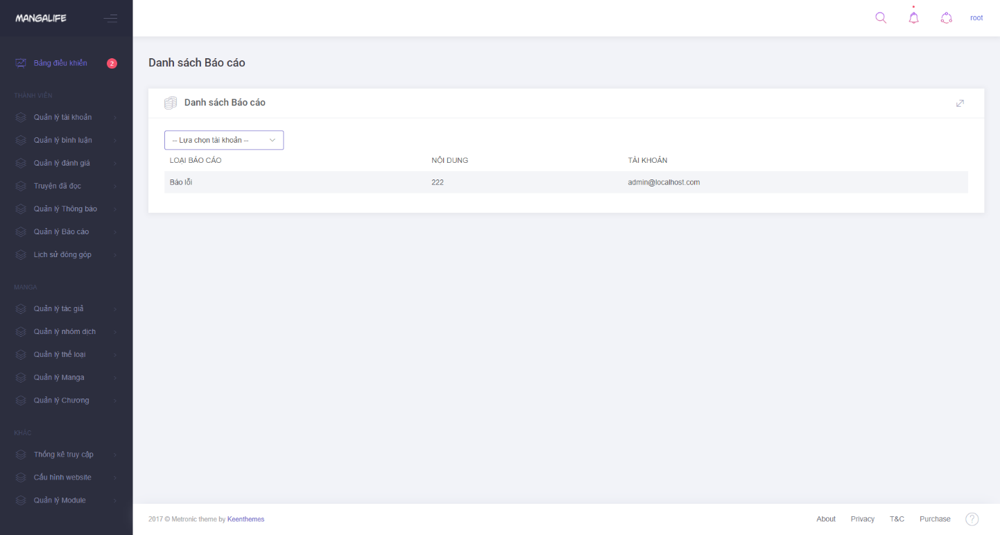 MANGALIFE
root
Bảng điều khiển
2
THÀNH VIÊN
Quản lý tài khoản
Quản lý bình luận
Quản lý đánh giá
Truyện đã đọc
Quản lý Thông báo
Quản lý Báo cáo
Lịch sử đóng góp
MANGA
Quản lý tác giả
Quản lý nhóm dịch
Quản lý thể loại
Quản lý Manga
Quản lý Chương
KHÁC
Thống kê truy cập
Cấu hình website
Quản lý Module
Danh sách Báo cáo
Danh sách Báo cáo
-- Lựa chọn tài khoản --
LOẠI BÁO CÁO NỘI DUNG TÀI KHOẢN
Báo lỗi 222 admin@localhost.com
2017 © Metronic theme by Keenthemes
About Privacy T&C Purchase